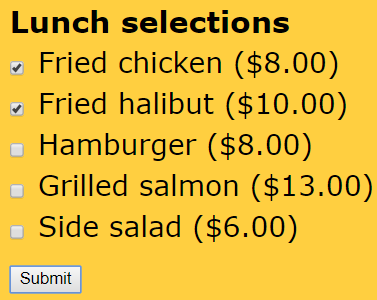 Lunch selections
Fried chicken ($8.00)
Fried halibut ($10.00)
Hamburger ($8.00)
Grilled salmon ($13.00)
Side salad ($6.00)
Submit